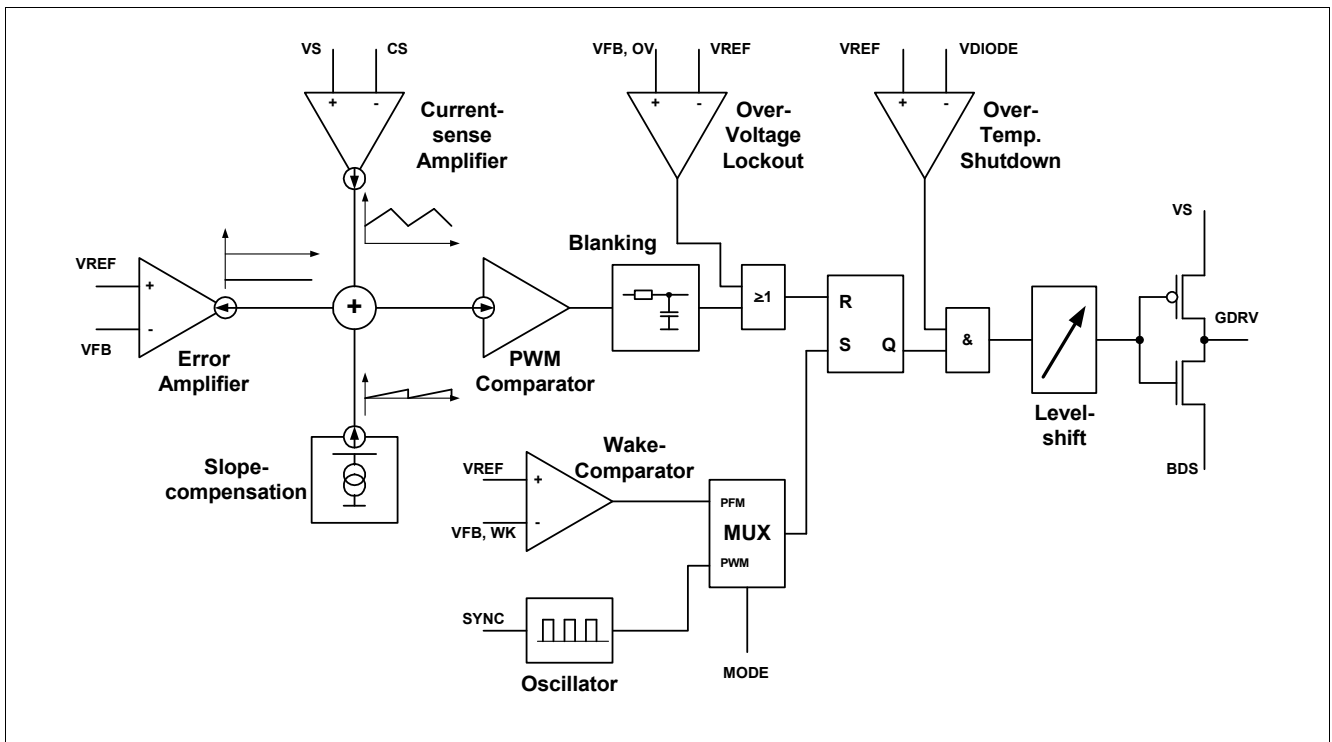 VS
CS
+
-
Current-
sense
Amplifier
VFB, OV
VREF
+
-
Over-
Voltage
Lockout
VREF
VDIODE
+
-
Over-
Temp.
Shutdown
VREF
VFB
+
-
Error
Amplifier
+
PWM
Comparator
Blanking
≥1
R
S
Q
&
Level-
shift
VS
GDRV
BDS
Slope-
compensation
VREF
VFB, WK
+
-
Wake-
Comparator
PFM
MUX
PWM
MODE
SYNC
Oscillator